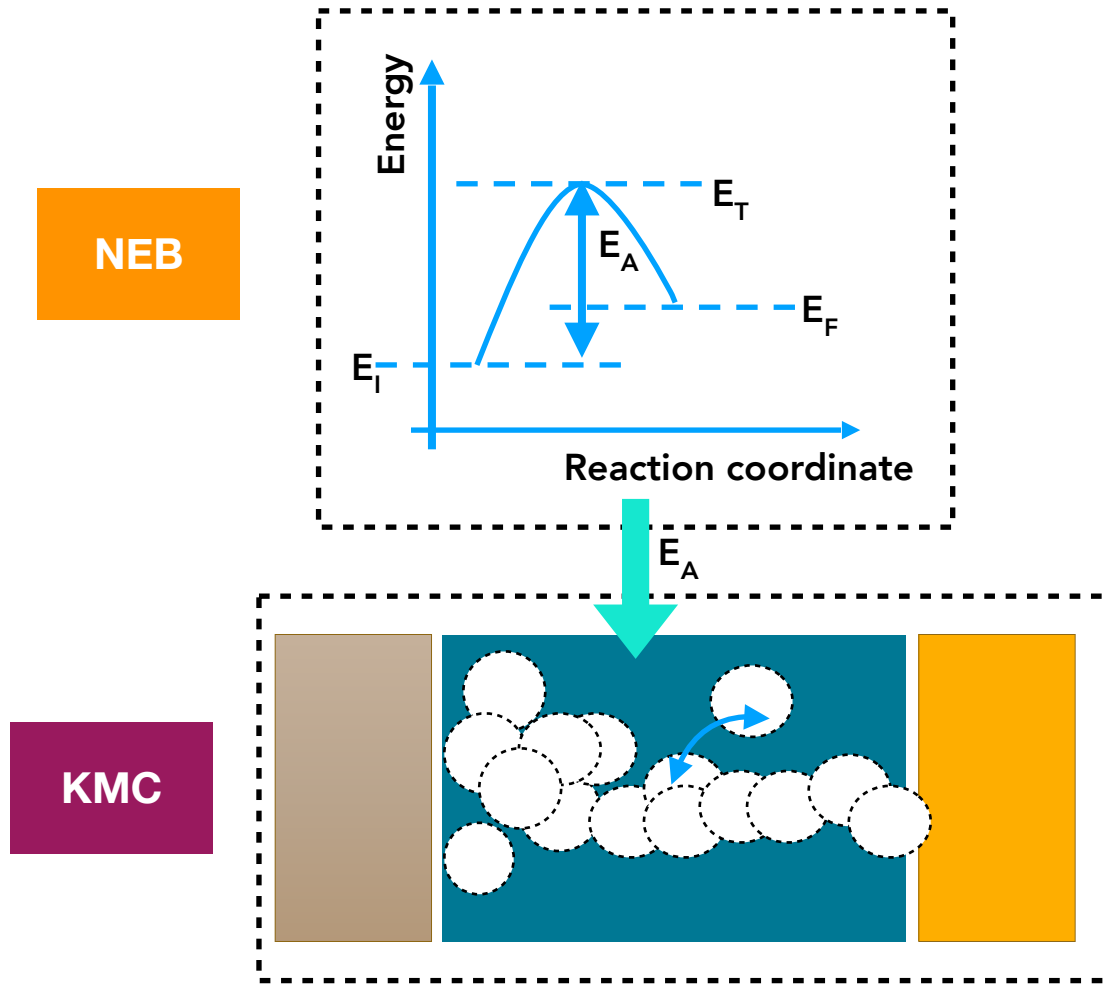 Energy
E_T
NEB
E_A
E_F
E_I
Reaction coordinate
E_A
KMC